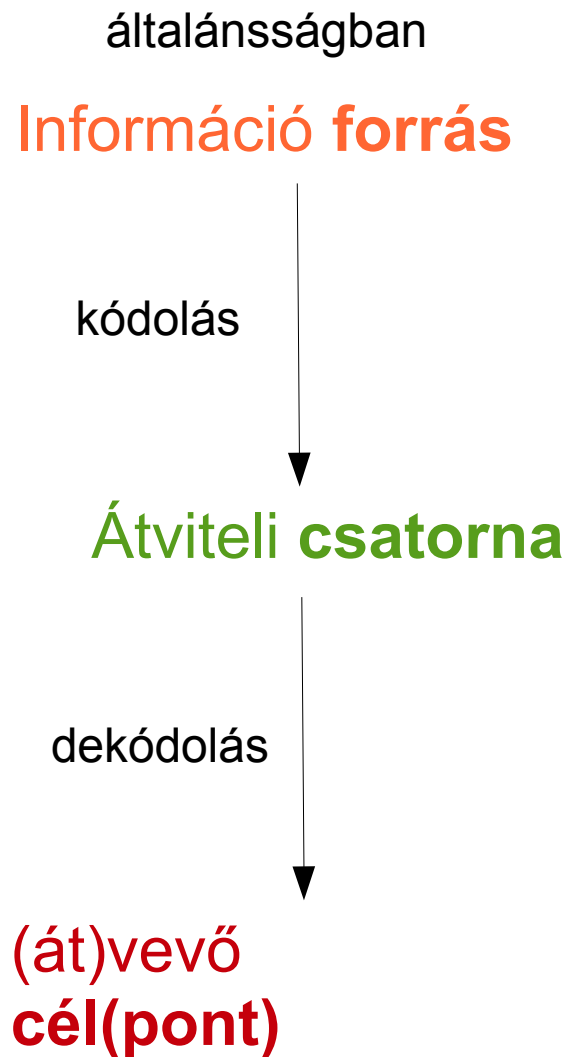 általánsságban
Információ forrás
kódolás
Átviteli csatorna
dekódolás
(át)vevő
cél(pont)